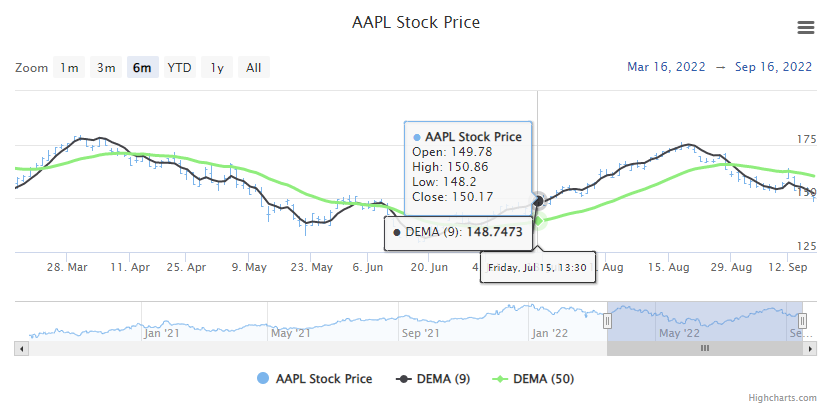 AAPL Stock Price
Zoom 1m 3m 6m YTD 1y All
Mar 16, 2022 → Sep 16, 2022
175
150
125
AAPL Stock Price
Open: 149.78
High: 150.86
Low: 148.2
Close: 150.17
DEMA (9): 148.7473
Friday, Jul 15, 13:30
28. Mar 11. Apr 25. Apr 9. May 23. May 6. Jun 20. Jun 4 . Aug 15. Aug 29. Aug 12. Sep
Jan '21 May '21 Sep '21 Jan '22 May '22 Se...
AAPL Stock Price DEMA (9) DEMA (50)
Highcharts.com